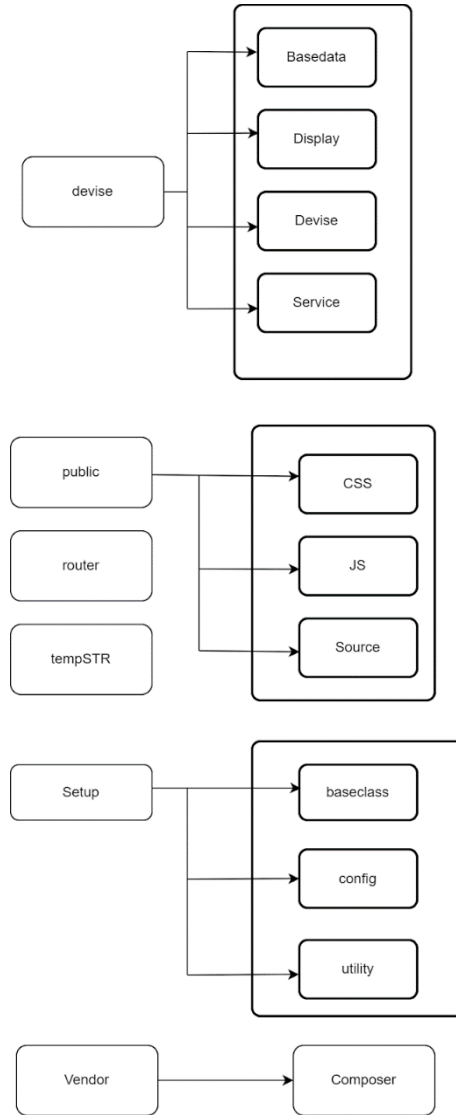 Basedata
Display
devise
Devise
Service
public
CSS
router
JS
tempSTR
Source
Setup
baseclass
config
utility
Vendor
Composer